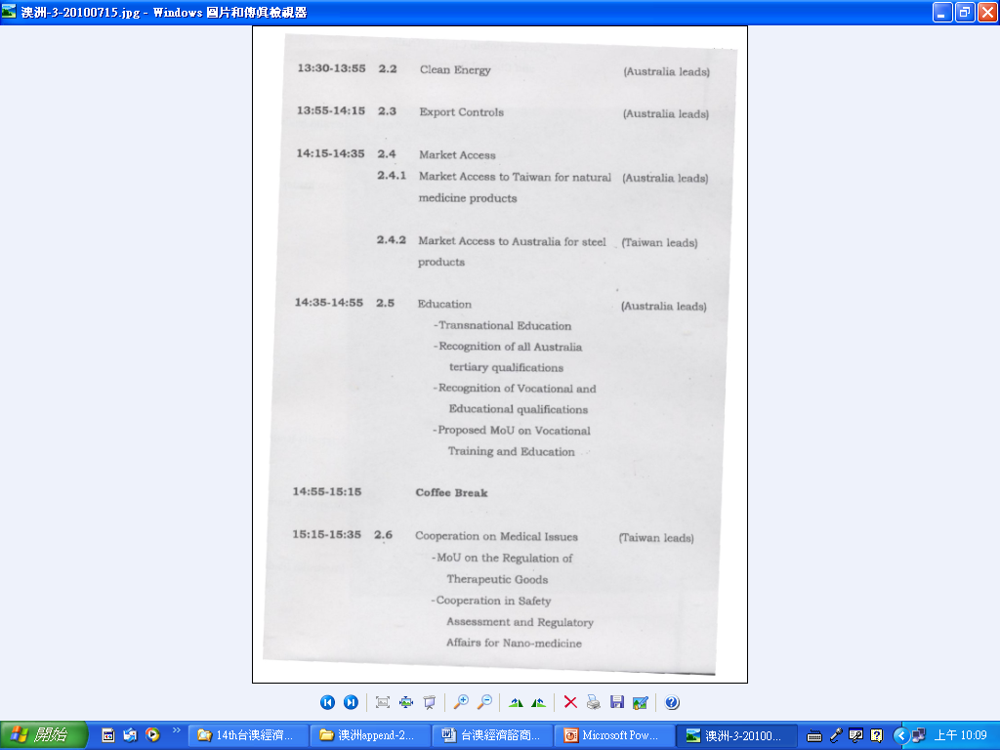 澳洲-3-20100715.jpg - Windows 圖片和傳真檢視器
13:30-13:55 2.2 Clean Energy (Australia leads)
13:55-14:15 2.3 Export Controls (Australia leads)
14:15-14:35 2.4 Market Access
2.4.1 Market Access to Taiwan for natural (Australia leads)
medicine products
2.4.2 Market Access to Australia for steel (Taiwan leads)
products
14:35-14:55 2.5 Education (Australia leads)
-Transnational Education
-Recognition of all Australia
tertiary qualifications
-Recognition of Vocational and
Educational qualifications
-Proposed MoU on Vocational
Training and Education
14:55-15:15 Coffee Break
15:15-15:35 2.6 Cooperation on Medical Issues (Taiwan leads)
-MoU on the Regulation of
Therapeutic Goods
-Cooperation in Safety
Assessment and Regulatory
Affairs for Nano-medicine
開始 14th台澳經濟... 澳洲append-2... 台澳經濟諮商... Microsoft Pow... 澳洲-3-20100... 上午 10:09